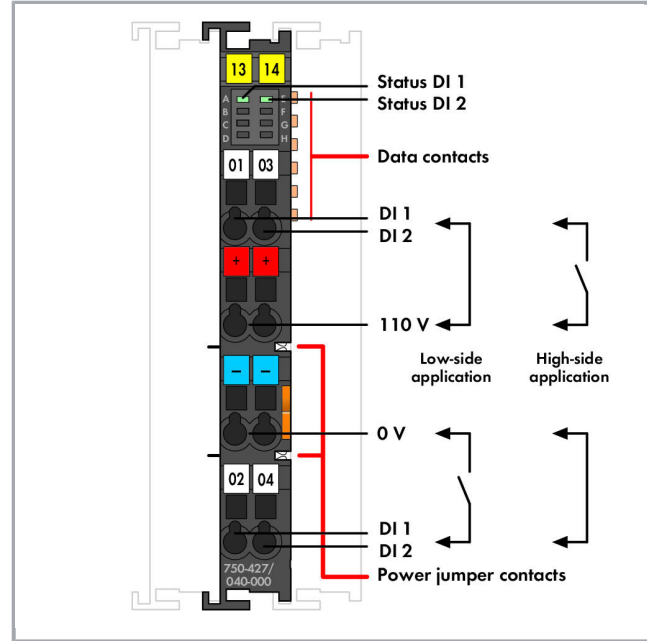 13 14
Status DI 1
Status DI 2
A E
B F
C G
D H
Data contacts
01 03
DI 1
DI 2
+ +
110 V
Low-side
application
High-side
application
− −
0 V
02 04
DI 1
DI 2
750-427/
040-000
Power jumper contacts